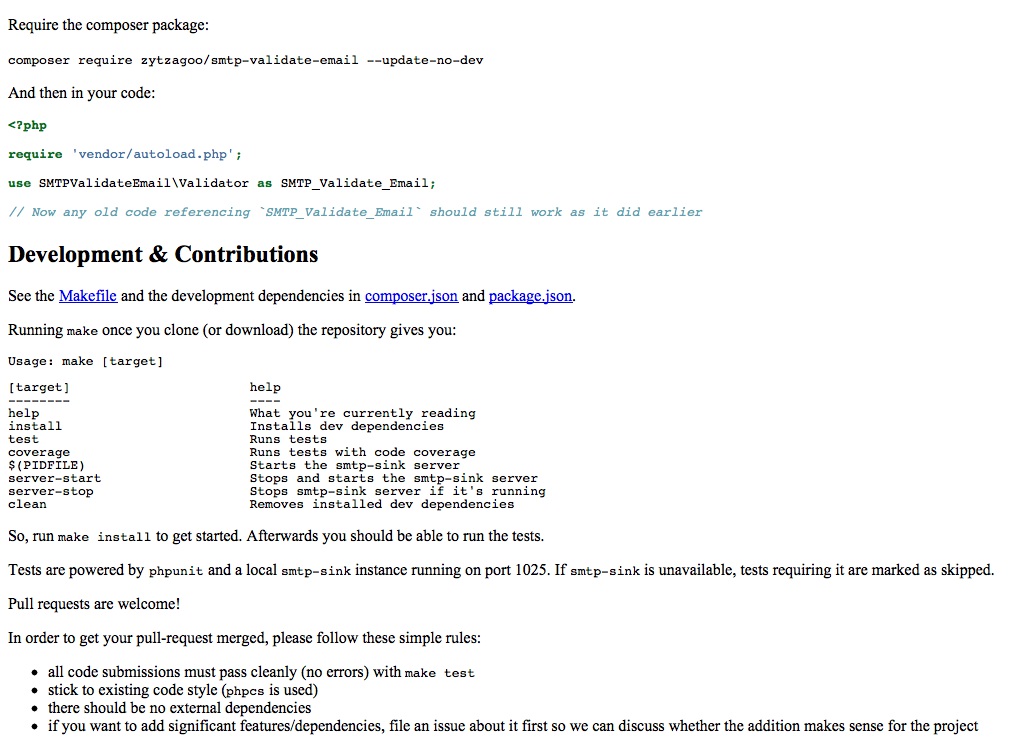 Require the composer package:
composer require zytzagoo/smtp-validate-email --update-no-dev
And then in your code:
<?php
require 'vendor/autoload.php';
use SMTPValidateEmail\Validator as SMTP_Validate_Email;
// Now any old code referencing `SMTP_Validate_Email` should still work as it did earlier
Development & Contributions
See the Makefile and the development dependencies in composer.json and package.json.
Running make once you clone (or download) the repository gives you:
Usage: make [target]
[target]                       help
--------                       ----
help                           What you're currently reading
install                        Installs dev dependencies
test                           Runs tests
coverage                       Runs tests with code coverage
$(PIDFILE)                     Starts the smtp-sink server
server-start                   Stops and starts the smtp-sink server
server-stop                    Stops smtp-sink server if it's running
clean                          Removes installed dev dependencies
So, run make install to get started. Afterwards you should be able to run the tests.
Tests are powered by phpunit and a local smtp-sink instance running on port 1025. If smtp-sink is unavailable, tests requiring it are marked as skipped.
Pull requests are welcome!
In order to get your pull-request merged, please follow these simple rules:
• all code submissions must pass cleanly (no errors) with make test
• stick to existing code style (phpcs is used)
• there should be no external dependencies
• if you want to add significant features/dependencies, file an issue about it first so we can discuss whether the addition makes sense for the project